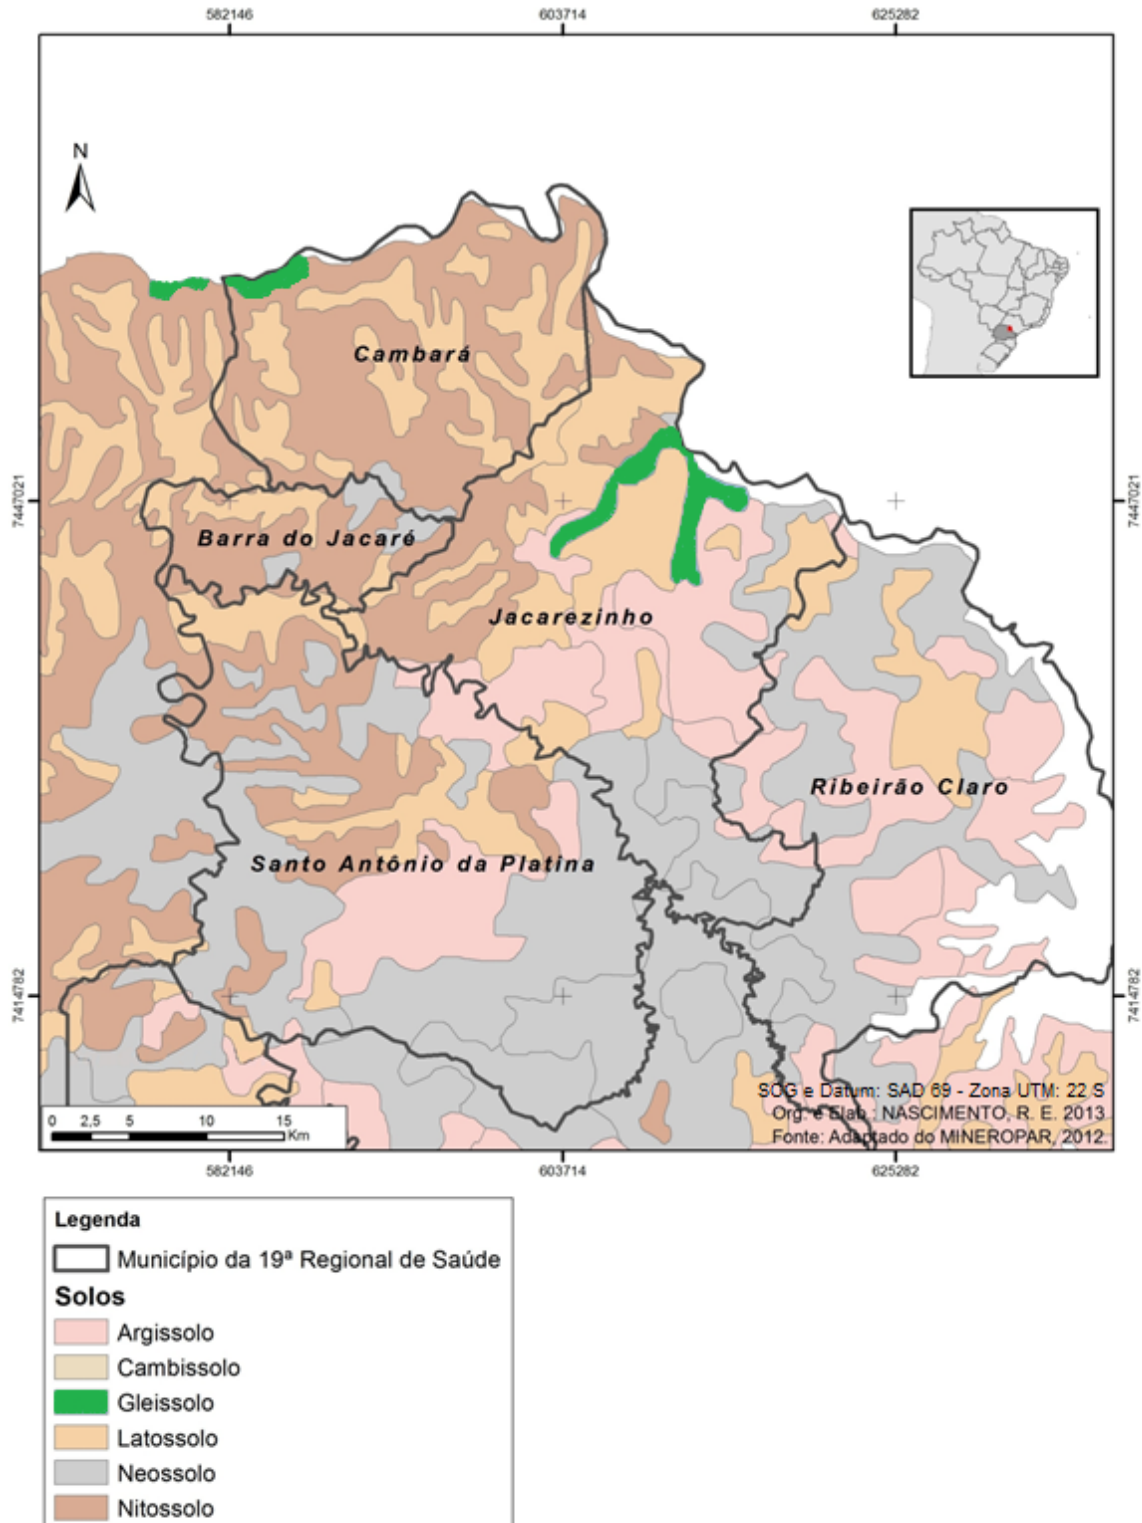 582146 603714 625282
N
Cambará
7447021 7447021
Barra do Jacaré
Jacarezinho
Ribeirão Claro
Santo Antônio da Platina
7414782 7414782
SCG e Datum: SAD 69 - Zona UTM: 22 S
Org. e Elab.: NASCIMENTO, R. E. 2013
Fonte: Adaptado do MINEROPAR, 2012.
0 2,5 5 10 15
Km
582146 603714 625282
Legenda
Município da 19ª Regional de Saúde
Solos
Argissolo
Cambissolo
Gleissolo
Latossolo
Neossolo
Nitossolo